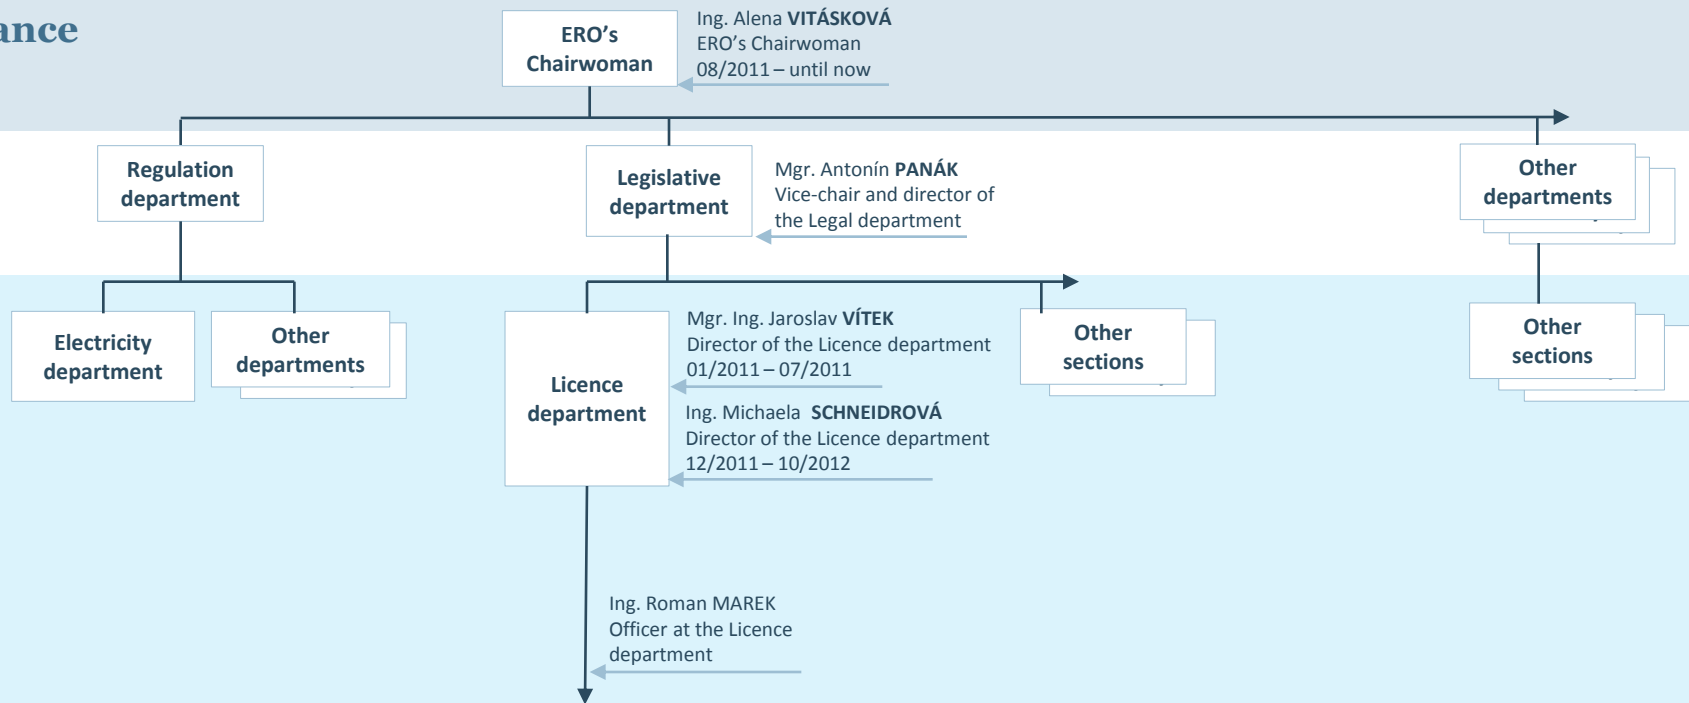 ance
ERO's
Chairwoman
Ing. Alena VITÁSKOVÁ
ERO's Chairwoman
08/2011 – until now
Regulation
department
Legislative
department
Mgr. Antonín PANÁK
Vice-chair and director of
the Legal department
Other
departments
Electricity
department
Other
departments
Licence
department
Mgr. Ing. Jaroslav VÍTEK
Director of the Licence department
01/2011 – 07/2011
Ing. Michaela SCHNEIDROVÁ
Director of the Licence department
12/2011 – 10/2012
Other
sections
Other
sections
Ing. Roman MAREK
Officer at the Licence
department